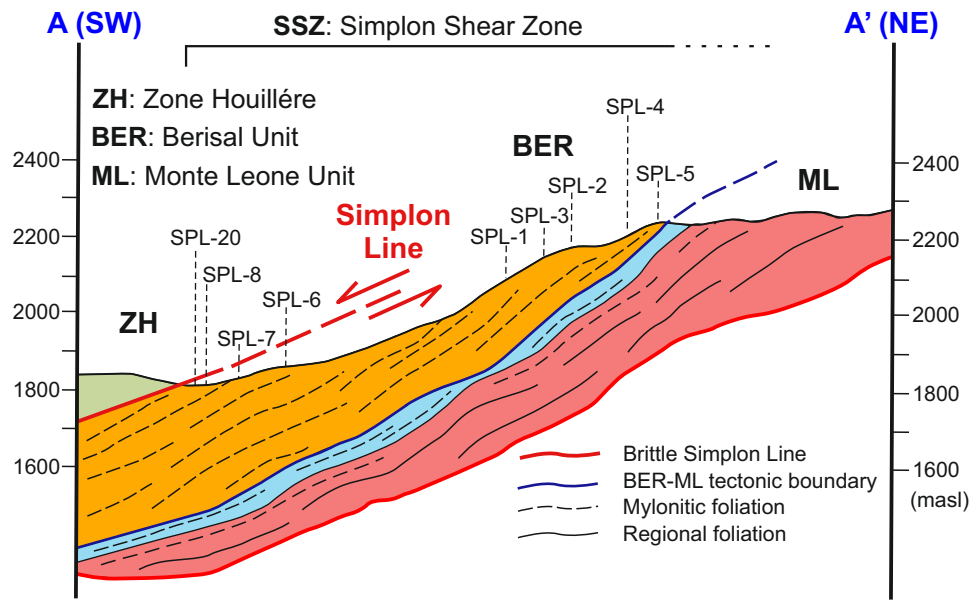 A (SW)
SSZ: Simplon Shear Zone
A’ (NE)
ZH: Zone Houillére
BER: Berisal Unit
ML: Monte Leone Unit
SPL-4
BER
2400
2400
SPL-5
ML
SPL-2
Simplon
Line
SPL-3
SPL-1
2200
2200
SPL-20
SPL-8
SPL-6
2000
2000
ZH
SPL-7
1800
1800
1600
1600
(masl)
Brittle Simplon Line
BER-ML tectonic boundary
Mylonitic foliation
Regional foliation